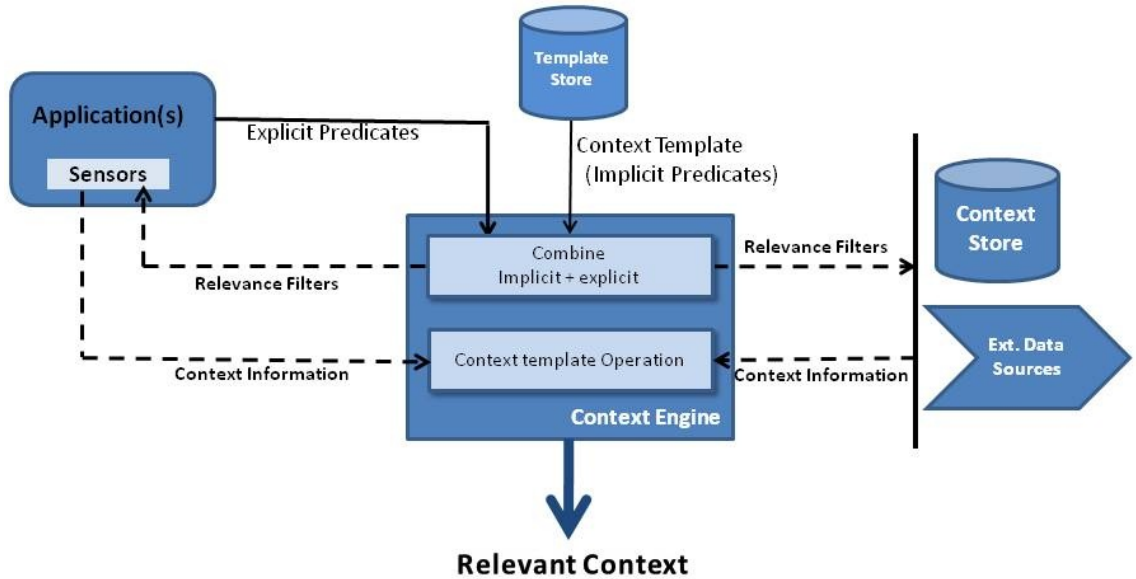 Template
Store
Application(s)
Sensors
Explicit Predicates
Context Template
(Implicit Predicates)
Context
Store
Combine
Implicit + explicit
Relevance Filters
Relevance Filters
Context template Operation
Context Information
Context Information
Ext. Data
Sources
Context Engine
Relevant Context